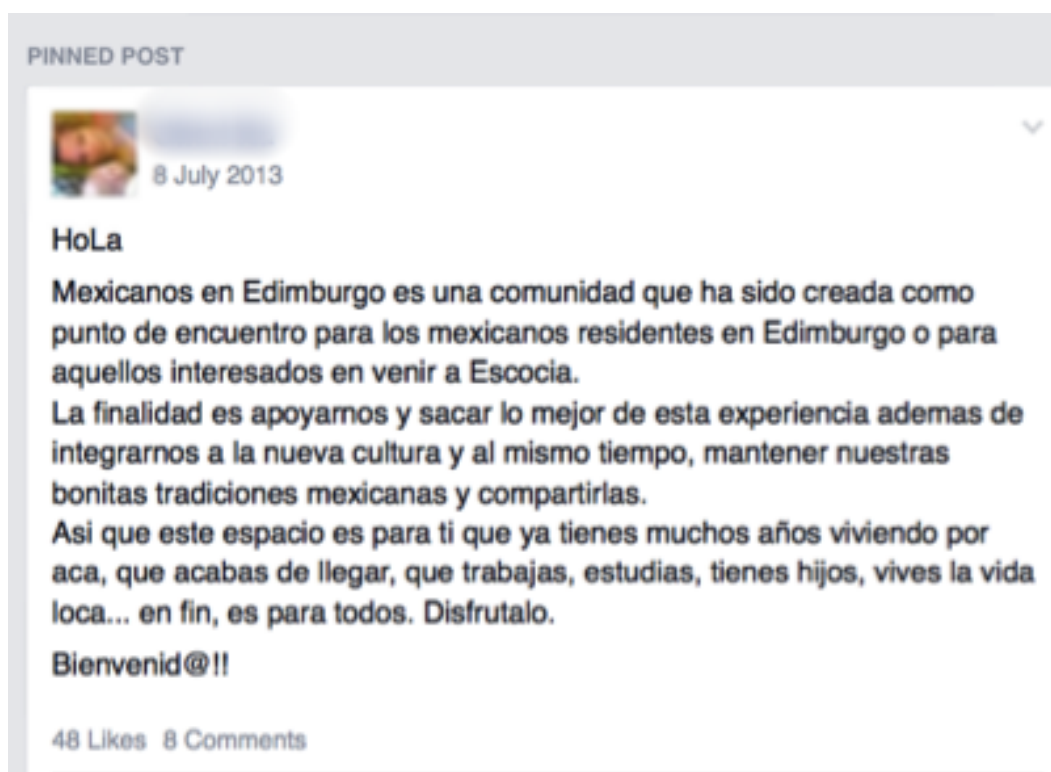 PINNED POST
8 July 2013
HoLa
Mexicanos en Edimburgo es una comunidad que ha sido creada como
punto de encuentro para los mexicanos residentes en Edimburgo o para
aquellos interesados en venir a Escocia.
La finalidad es apoyarnos y sacar lo mejor de esta experiencia ademas de
integrarnos a la nueva cultura y al mismo tiempo, mantener nuestras
bonitas tradiciones mexicanas y compartirlas.
Asi que este espacio es para ti que ya tienes muchos años viviendo por
aca, que acabas de llegar, que trabajas, estudias, tienes hijos, vives la vida
loca... en fin, es para todos. Disfrutalo.
Bienvenid@!!
48 Likes 8 Comments